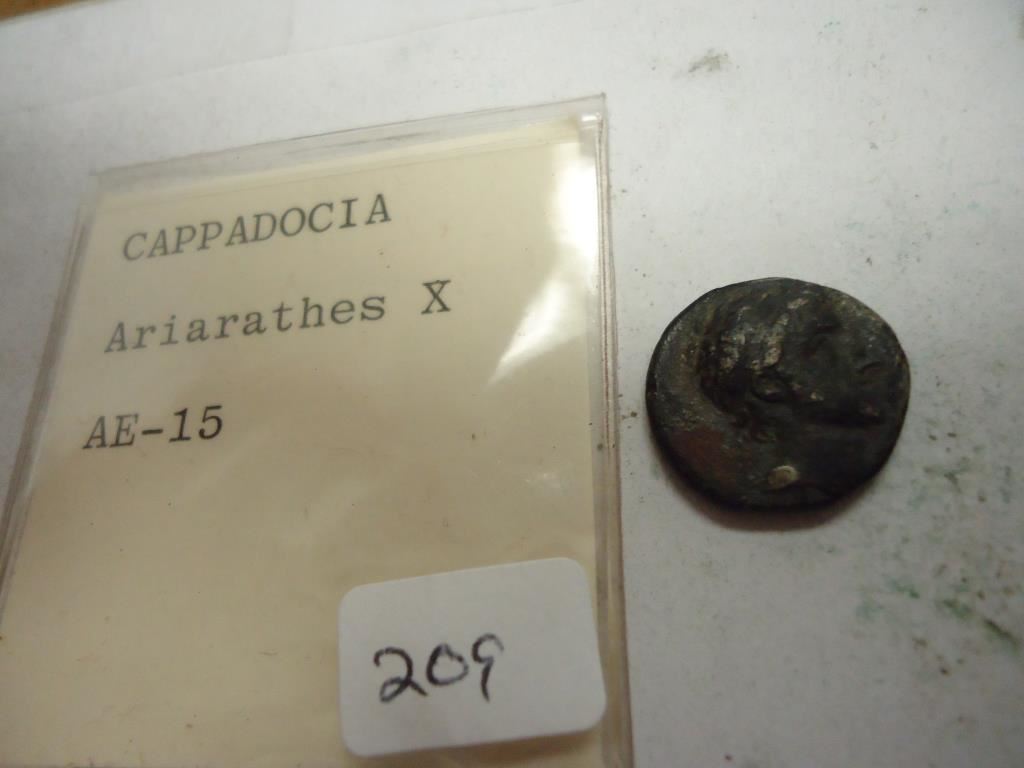 CAPPADOCIA
Ariarathes X
AE-15
209